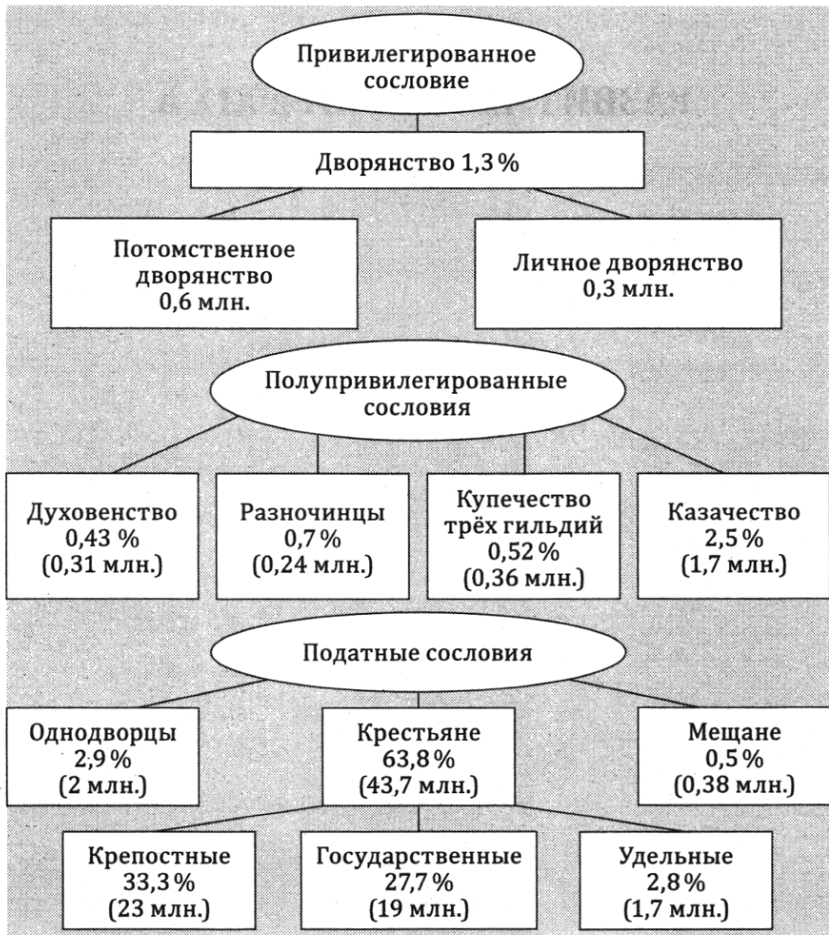 Привилегированное
сословие
Дворянство 1,3 %
Потомственное
дворянство
0,6 млн.
Личное дворянство
0,3 млн.
Полупривилегированные
сословия
Духовенство
0,43 %
(0,31 млн.)
Разночинцы
0,7 %
(0,24 млн.)
Купечество
трёх гильдий
0,52 %
(0,36 млн.)
Казачество
2,5 %
(1,7 млн.)
Податные сословия
Однодворцы
2,9 %
(2 млн.)
Крестьяне
63,8 %
(43,7 млн.)
Мещане
0,5 %
(0,38 млн.)
Крепостные
33,3 %
(23 млн.)
Государственные
27,7 %
(19 млн.)
Удельные
2,8 %
(1,7 млн.)